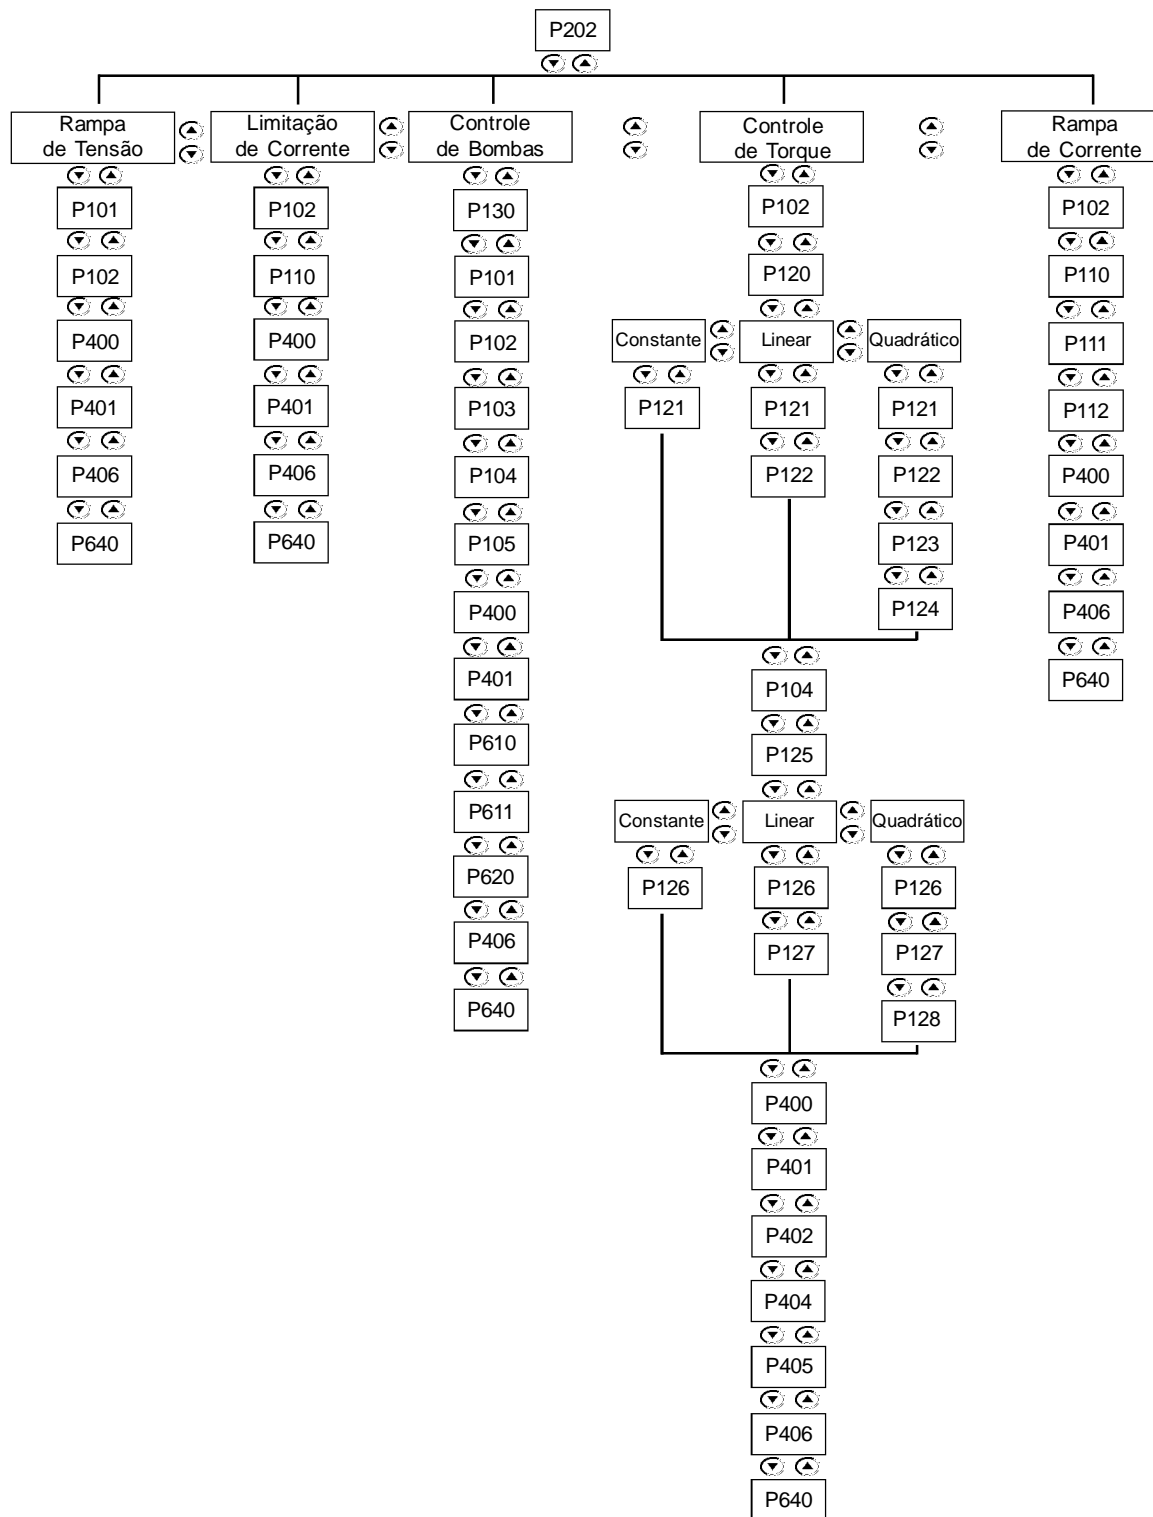 P202
Rampa
de Tensão
P101
P102
P400
P401
P406
P640
Limitação
de Corrente
P102
P110
P400
P401
P406
P640
Controle
de Bombas
P130
P101
P102
P103
P104
P105
P400
P401
P610
P611
P620
P406
P640
Controle
de Torque
P102
P120
Constante
P121
Linear
P121
P122
Quadrático
P121
P122
P123
P124
P104
P125
Constante
P126
Linear
P126
P127
Quadrático
P126
P127
P128
P400
P401
P402
P404
P405
P406
P640
Rampa
de Corrente
P102
P110
P111
P112
P400
P401
P406
P640